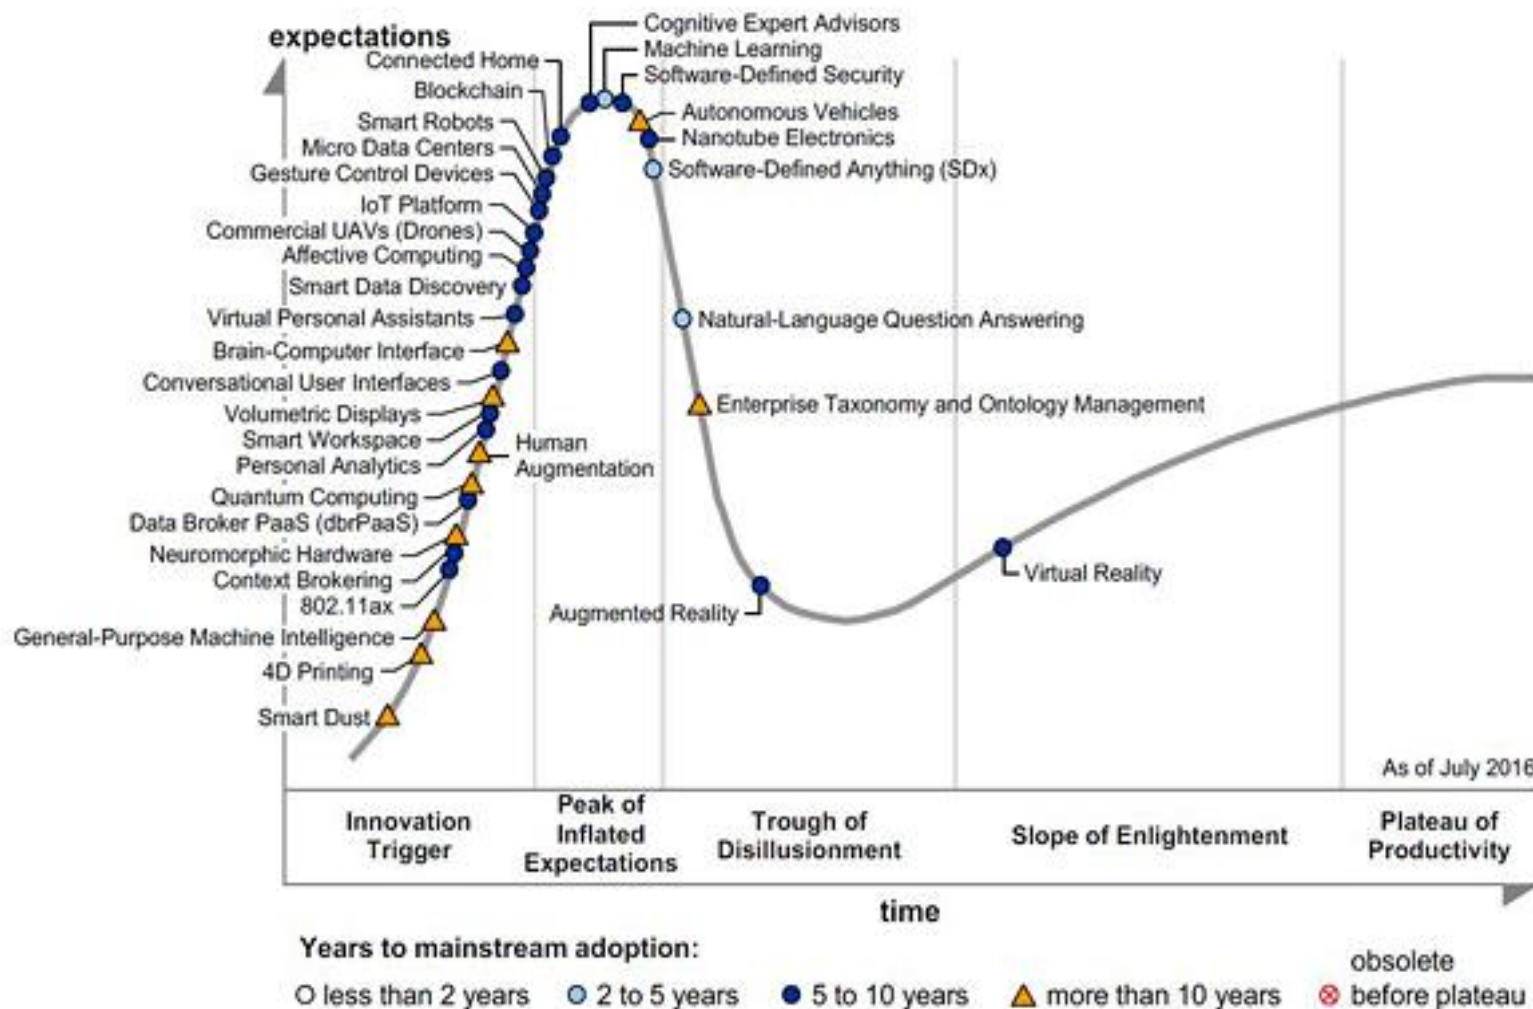 expectations
Connected Home
Blockchain
Smart Robots
Micro Data Centers
Gesture Control Devices
IoT Platform
Commercial UAVs (Drones)
Affective Computing
Smart Data Discovery
Virtual Personal Assistants
Brain-Computer Interface
Conversational User Interfaces
Volumetric Displays
Smart Workspace
Personal Analytics
Quantum Computing
Data Broker PaaS (dbrPaaS)
Neuromorphic Hardware
Context Brokering
802.11ax
General-Purpose Machine Intelligence
4D Printing
Smart Dust
Human
Augmentation
Cognitive Expert Advisors
Machine Learning
Software-Defined Security
Autonomous Vehicles
Nanotube Electronics
Software-Defined Anything (SDx)
Natural-Language Question Answering
Enterprise Taxonomy and Ontology Management
Augmented Reality
Virtual Reality
As of July 2016
Innovation
Trigger
Peak of
Inflated
Expectations
Trough of
Disillusionment
Slope of Enlightenment
Plateau of
Productivity
time
Years to mainstream adoption:
less than 2 years
2 to 5 years
5 to 10 years
more than 10 years
obsolete
before plateau